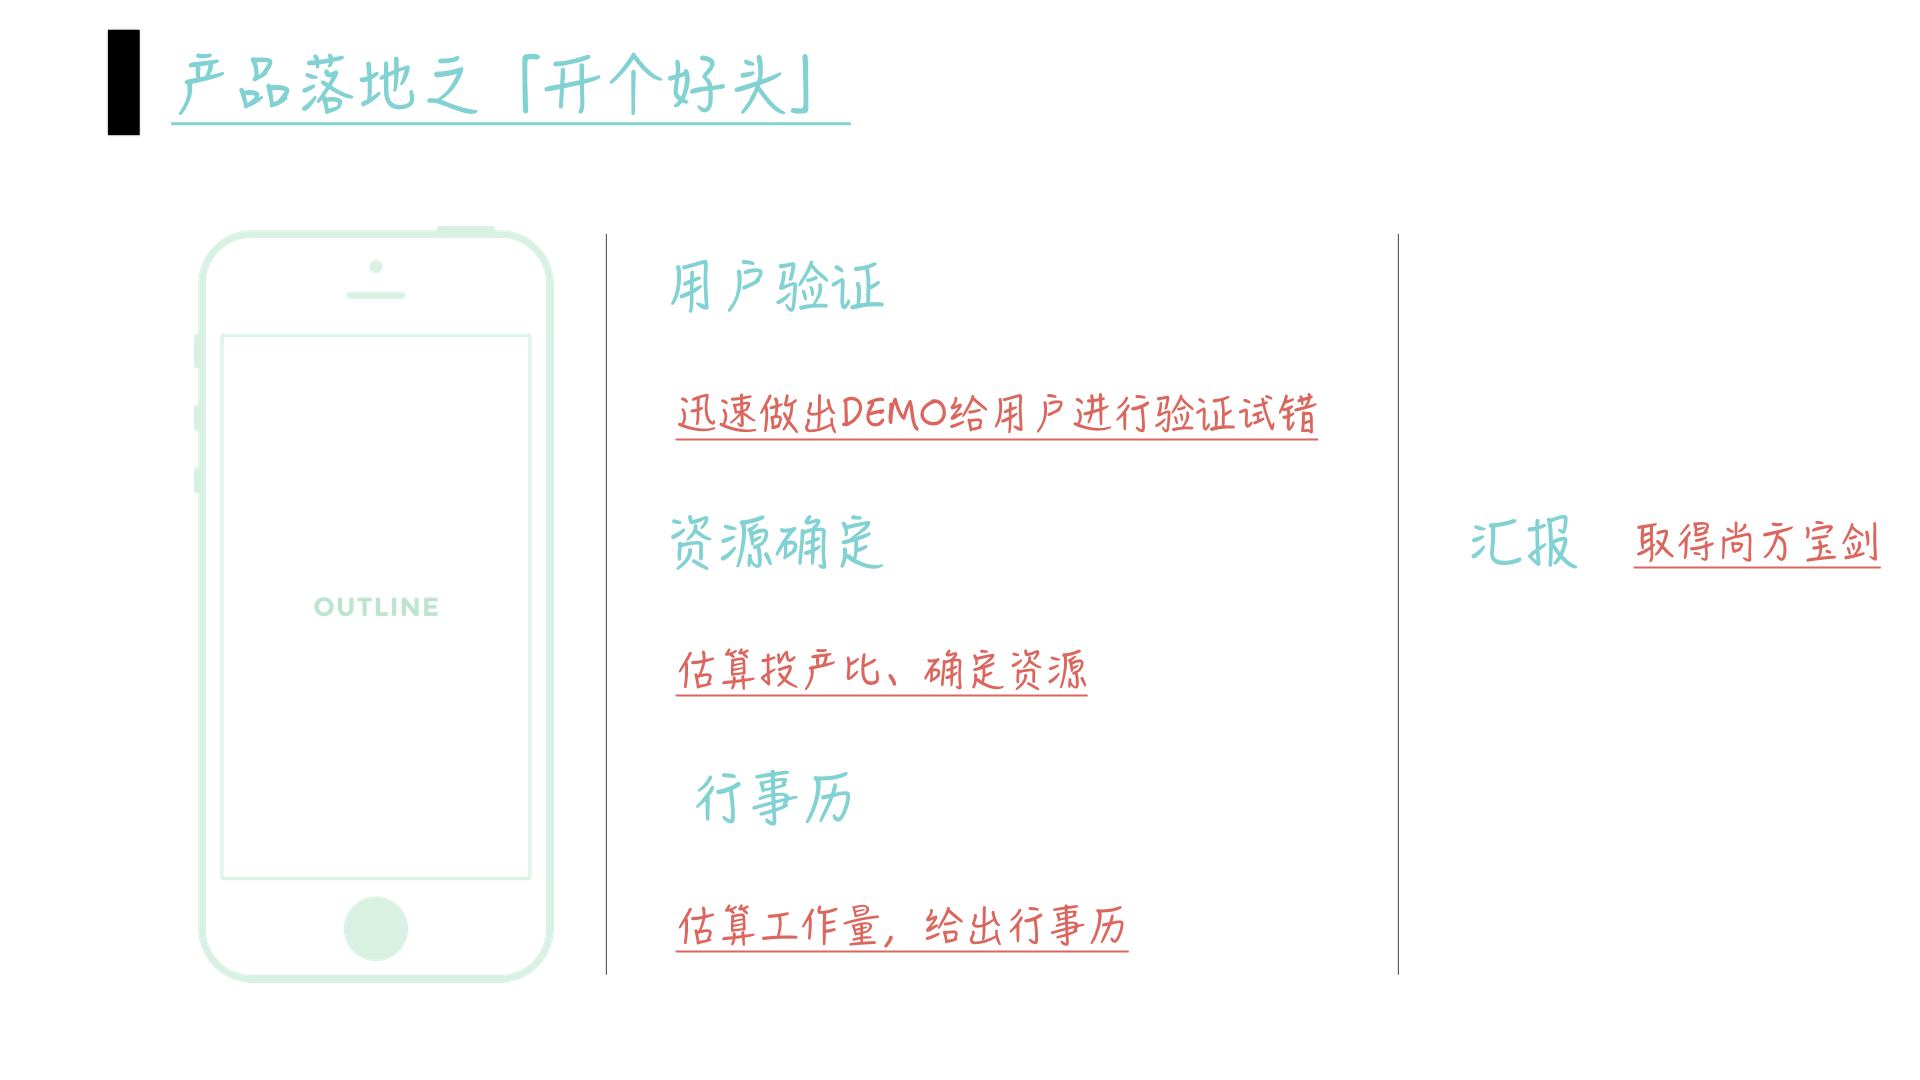 产品落地之「开个好头」
OUTLINE
用户验证
迅速做出DEMO给用户进行验证试错
资源确定
估算投产比、确定资源
行事历
估算工作量，给出行事历
汇报 取得尚方宝剑